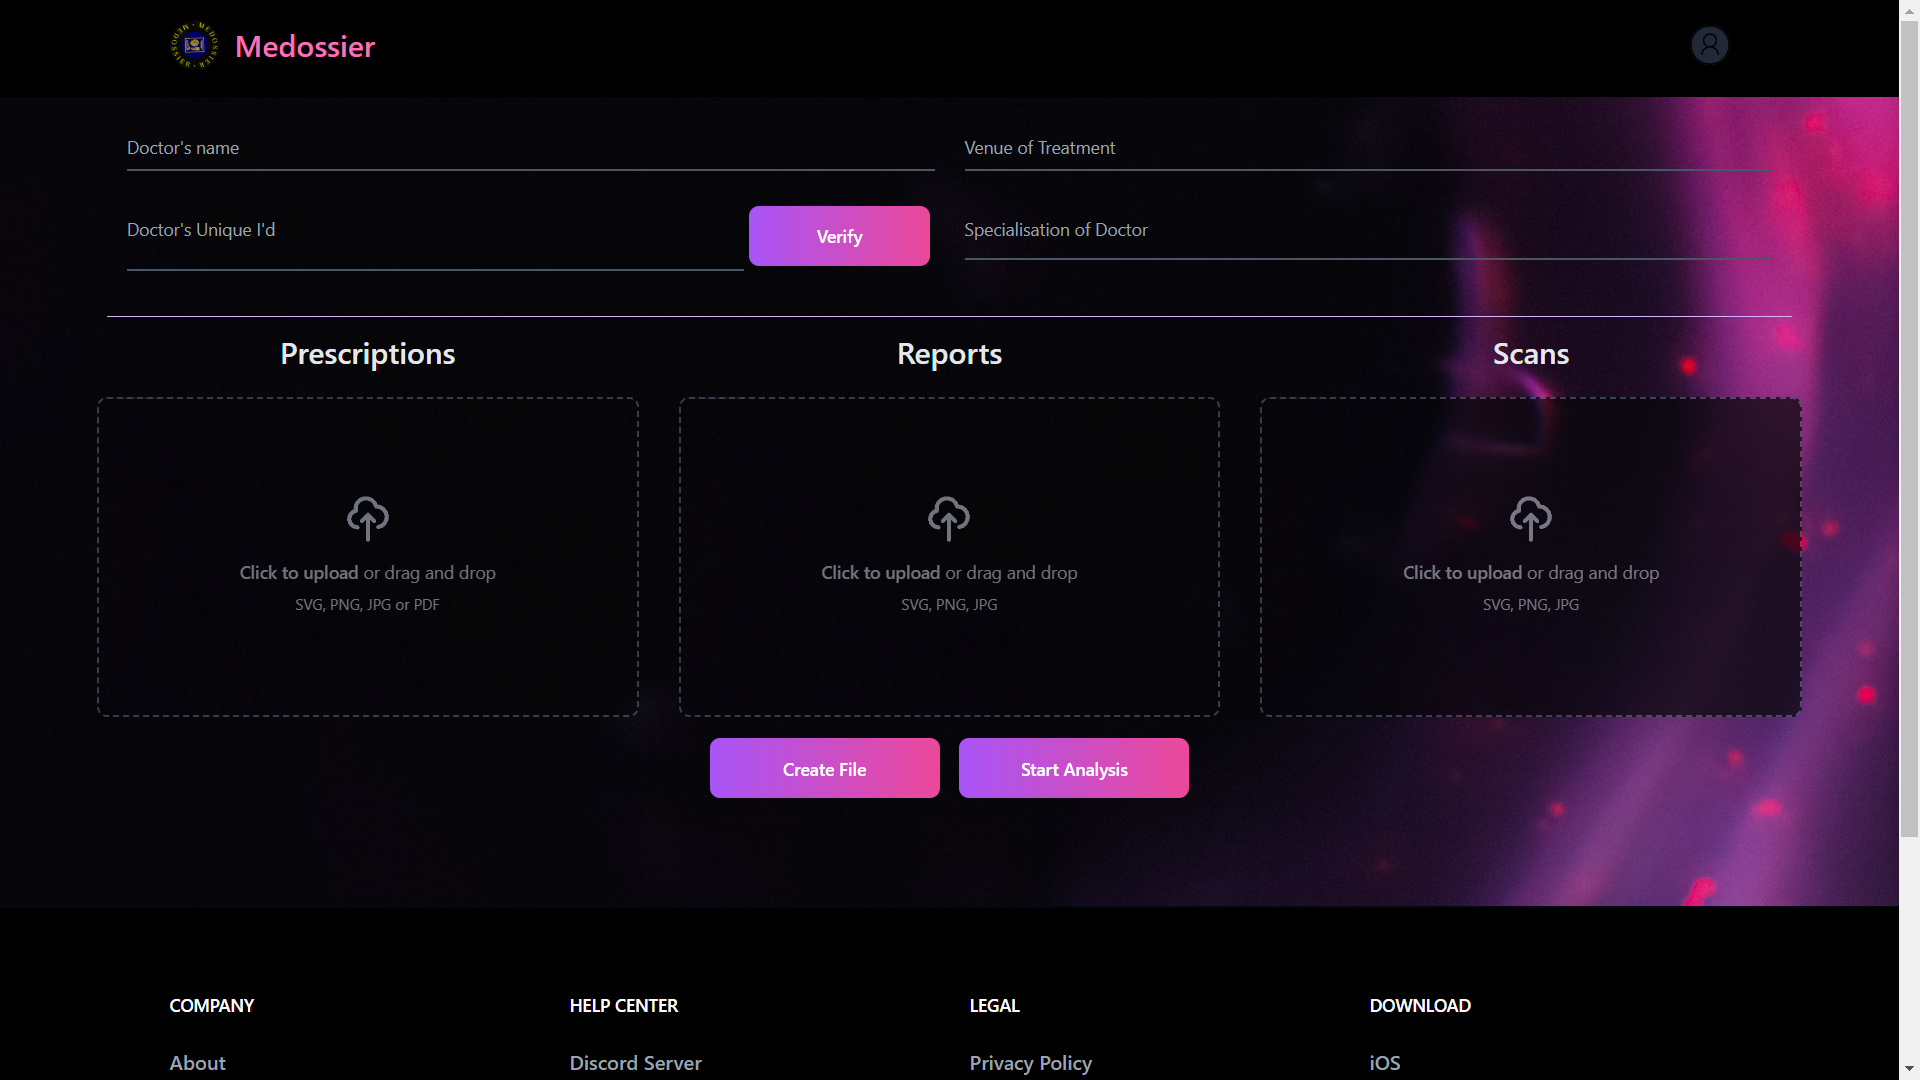 MEDOSSIER · MEDOSSIER ·
Medossier
Doctor's name
Venue of Treatment
Doctor's Unique I'd
Verify
Specialisation of Doctor
Prescriptions
Reports
Scans
Click to upload or drag and drop
SVG, PNG, JPG or PDF
Click to upload or drag and drop
SVG, PNG, JPG
Click to upload or drag and drop
SVG, PNG, JPG
Create File
Start Analysis
COMPANY
HELP CENTER
LEGAL
DOWNLOAD
About
Discord Server
Privacy Policy
iOS